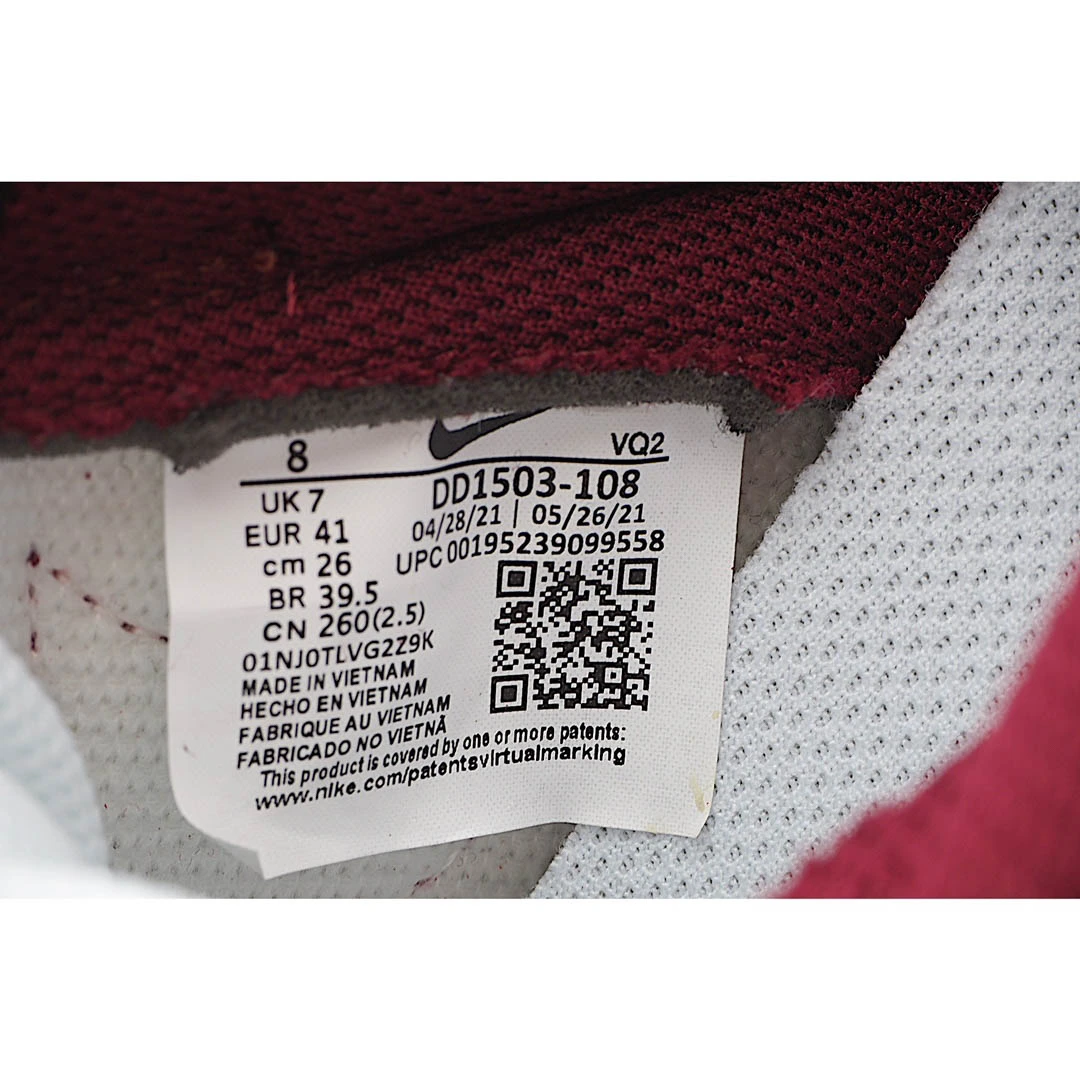 8 VQ2
UK 7
EUR 41
cm 26
BR 39.5
CN 260(2.5)
DD1503-108
04/28/21 | 05/26/21
UPC 00195239099558
01NJ0TLVG2Z9K
MADE IN VIETNAM
HECHO EN VIETNAM
FABRIQUE AU VIETNAM
FABRICADO NO VIETNÃ
This product is covered by one or more patents:
www.nike.com/patentsvirtualmarking